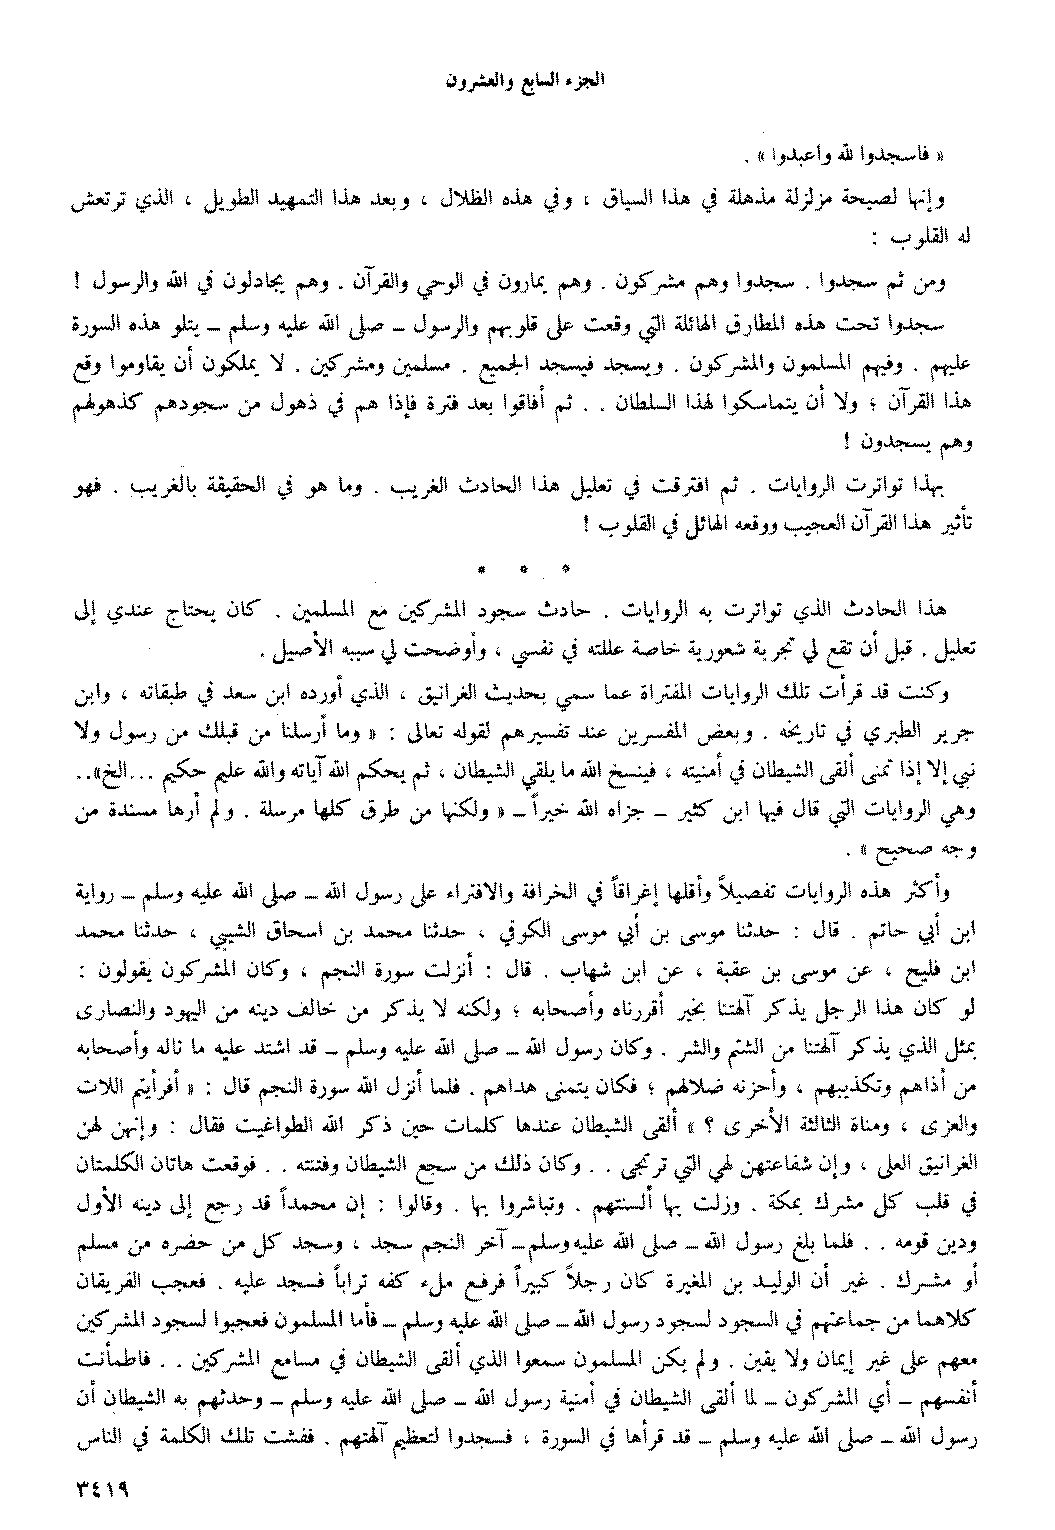 الجزء السابع والعشرون
« فاسجدوا لله واعبدوا » .
وإنها لصيحة مزلزلة مذهلة في هذا السياق ، وفي هذه الظلال ، وبعد هذا التمهيد الطويل ، الذي ترتعش
له القلوب :
ومن ثم سجدوا . سجدوا وهم مشركون . وهم يمارون في الوحي والقرآن . وهم يجادلون في الله والرسول !
سجدوا تحت هذه المطارق الهائلة التي وقعت على قلوبهم والرسول – صلى الله عليه وسلم – يتلو هذه السورة
عليهم . وفيهم المسلمون والمشركون . ويسجد فيسجد الجميع . مسلمين ومشركين . لا يملكون أن يقاوموا وقع
هذا القرآن ؛ ولا أن يتماسكوا لهذا السلطان . . ثم أفاقوا بعد فترة فإذا هم في ذهول من سجودهم كذهولهم
وهم يسجدون !
بهذا تواترت الروايات . ثم افترقت في تعليل هذا الحادث الغريب . وما هو في الحقيقة بالغريب . فهو
تأثير هذا القرآن العجيب ووقعه الهائل في القلوب !
* * *
هذا الحادث الذي تواترت به الروايات . حادث سجود المشركين مع المسلمين . كان يحتاج عندي إلى
تعليل . قبل أن تقع لي تجربة شعورية خاصة عللته في نفسي ، وأوضحت لي سببه الأصيل .
وكنت قد قرأت تلك الروايات المفتراة عما سمي بحديث الغرانيق ، الذي أورده ابن سعد في طبقاته ، وابن
جرير الطبري في تاريخه . وبعض المفسرين عند تفسيرهم لقوله تعالى : « وما أرسلنا من قبلك من رسول ولا
نبي إلا إذا تمنى ألقى الشيطان في أمنيته ، فينسخ الله ما يلقي الشيطان ، ثم يحكم الله آياته والله عليم حكيم ...الخ»..
وهي الروايات التي قال فيها ابن كثير – جزاه الله خيراً – « ولكنها من طرق كلها مرسلة . ولم أرها مسندة من
وجه صحيح » .
وأكثر هذه الروايات تفصيلاً وأقلها إغراقاً في الخرافة والافتراء على رسول الله – صلى الله عليه وسلم – رواية
ابن أبي حاتم . قال : حدثنا موسى بن أبي موسى الكوفي ، حدثنا محمد بن اسحاق الشيبي ، حدثنا محمد
ابن فليح ، عن موسى بن عقبة ، عن ابن شهاب . قال : أنزلت سورة النجم ، وكان المشركون يقولون :
لو كان هذا الرجل يذكر آلهتنا بخير أقررناه وأصحابه ؛ ولكنه لا يذكر من خالف دينه من اليهود والنصارى
بمثل الذي يذكر آلهتنا من الشتم والشر . وكان رسول الله – صلى الله عليه وسلم – قد اشتد عليه ما ناله وأصحابه
من أذاهم وتكذيبهم ، وأحزنه ضلالهم ؛ فكان يتمنى هداهم . فلما أنزل الله سورة النجم قال : « أفرأيتم اللات
والعزى ، ومناة الثالثة الأخرى ؟ » ألقى الشيطان عندها كلمات حين ذكر الله الطواغيت فقال : وإنهن لهن
الغرانيق العلى ، وإن شفاعتهن لهي التي ترتجى . . وكان ذلك من سجع الشيطان وفتنته . . فوقعت هاتان الكلمتان
في قلب كل مشرك بمكة . وزلت بها ألسنتهم . وتباشروا بها . وقالوا : إن محمداً قد رجع إلى دينه الأول
ودين قومه . . فلما بلغ رسول الله – صلى الله عليه وسلم – آخر النجم سجد ، وسجد كل من حضره من مسلم
أو مشرك . غير أن الوليد بن المغيرة كان رجلاً كبيراً فرفع ملء كفه تراباً فسجد عليه . فعجب الفريقان
كلاهما من جماعتهم في السجود لسجود رسول الله – صلى الله عليه وسلم – فأما المسلمون فعجبوا لسجود المشركين
معهم على غير إيمان ولا يقين . ولم يكن المسلمون سمعوا الذي ألقى الشيطان في مسامع المشركين . . فاطمأنت
أنفسهم – أي المشركون – لما ألقى الشيطان في أمنية رسول الله – صلى الله عليه وسلم – وحدثهم به الشيطان أن
رسول الله – صلى الله عليه وسلم – قد قرأها في السورة ، فسجدوا لتعظيم آلهتهم . ففشت تلك الكلمة في الناس
٣٤١٩